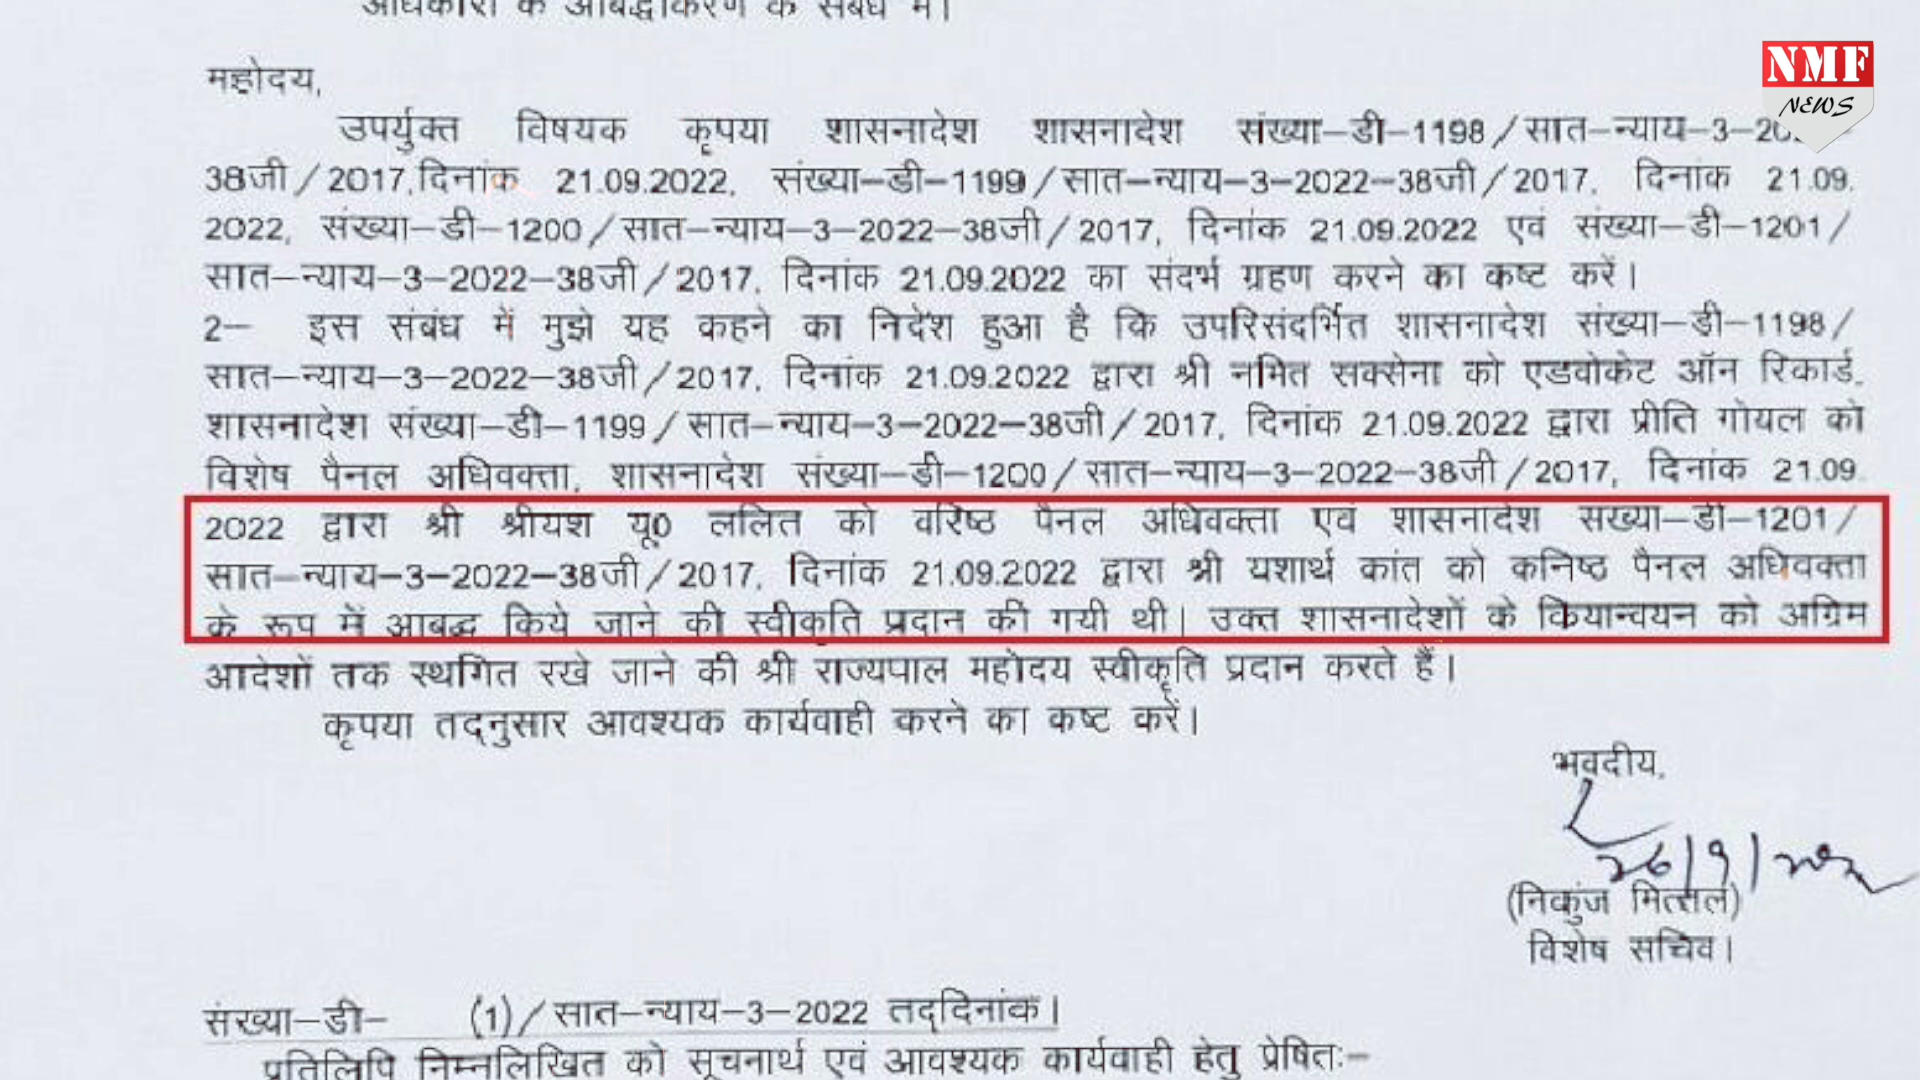 अधिकारी के आबद्धीकरण के संबंध में।
NMF
NEWS
महोदय,
उपर्युक्त विषयक कृपया शासनादेश शासनादेश संख्या–डी–1198/सात–न्याय–3–
38जी/2017,दिनांक 21.09.2022, संख्या–डी–1199/सात–न्याय–3–2022–38जी/2017, दिनांक 21.09.
2022, संख्या–डी–1200/सात–न्याय–3–2022–38जी/2017, दिनांक 21.09.2022 एवं संख्या–डी–1201/
सात–न्याय–3–2022–38जी/2017, दिनांक 21.09.2022 का संदर्भ ग्रहण करने का कष्ट करें।
2– इस संबंध में मुझे यह कहने का निदेश हुआ है कि उपरिसंदर्भित शासनादेश संख्या–डी–1198/
सात–न्याय–3–2022–38जी/2017, दिनांक 21.09.2022 द्वारा श्री नमित सक्सेना को एडवोकेट ऑन रिकार्ड,
शासनादेश संख्या–डी–1199/सात–न्याय–3–2022–38जी/2017, दिनांक 21.09.2022 द्वारा प्रीति गोयल को
विशेष पैनल अधिवक्ता, शासनादेश संख्या–डी–1200/सात–न्याय–3–2022–38जी/2017, दिनांक 21.09.
2022 द्वारा श्री श्रीयश यू0 ललित को वरिष्ठ पैनल अधिवक्ता एवं शासनादेश संख्या–डी–1201/
सात–न्याय–3–2022–38जी/2017, दिनांक 21.09.2022 द्वारा श्री यशार्थ कांत को कनिष्ठ पैनल अधिवक्ता
के रूप में आबद्ध किये जाने की स्वीकृति प्रदान की गयी थी। उक्त शासनादेशों के कियान्वयन को अग्रिम
आदेशों तक स्थगित रखे जाने की श्री राज्यपाल महोदय स्वीकृति प्रदान करते हैं।
कृपया तद्नुसार आवश्यक कार्यवाही करने का कष्ट करें।
भवदीय,
26/9/2022
(निकुंज मित्तल)
विशेष सचिव।
संख्या–डी– (1)/सात–न्याय–3–2022 तद्दिनांक।
प्रतिलिपि निम्नलिखित को सूचनार्थ एवं आवश्यक कार्यवाही हेतु प्रेषितः–